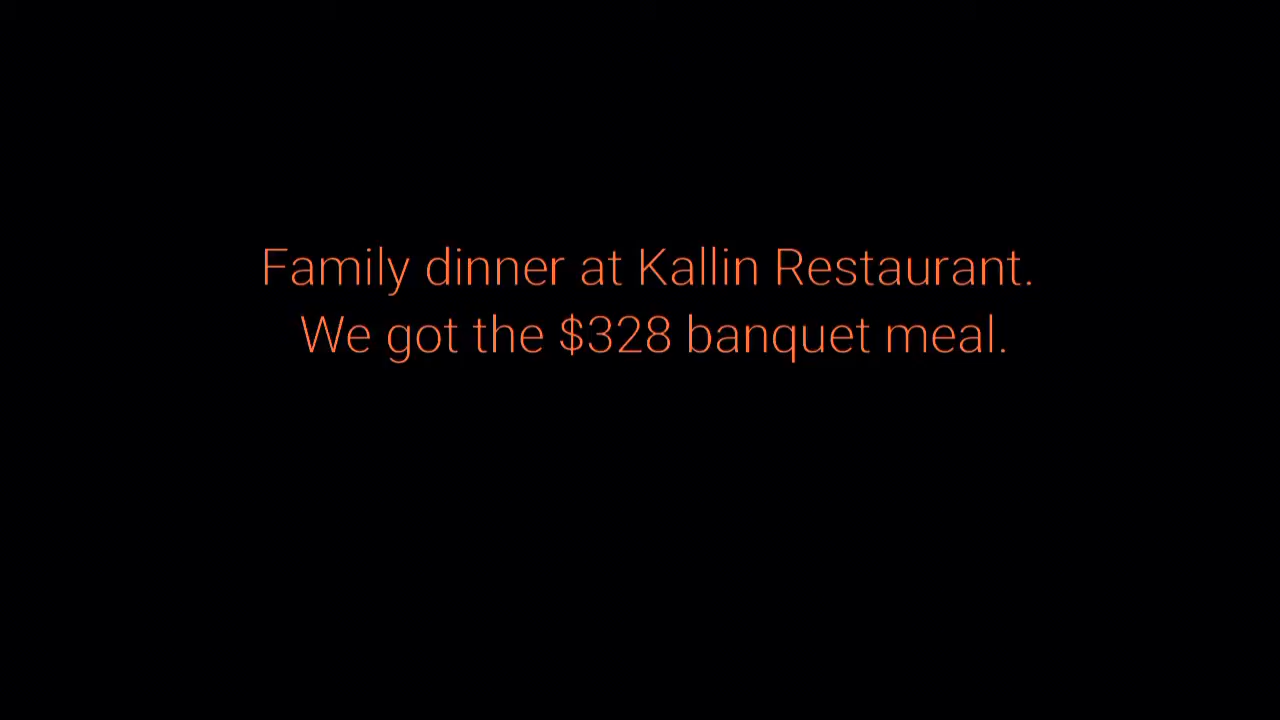 Family dinner at Kallin Restaurant.
We got the $328 banquet meal.